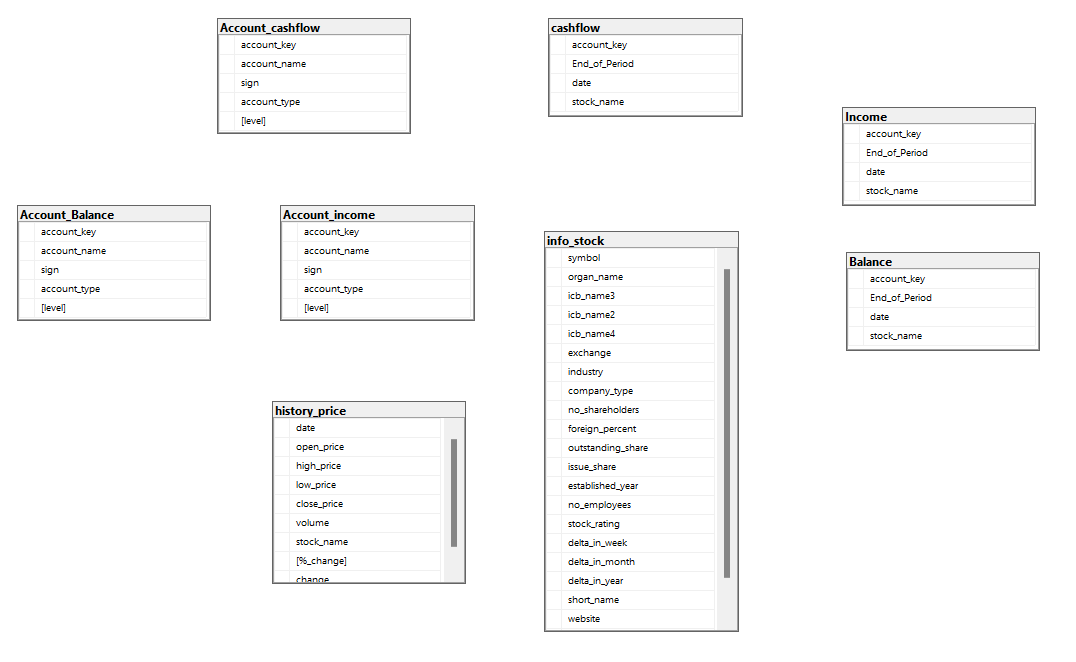 Account_cashflow
account_key
account_name
sign
account_type
[level]
cashflow
account_key
End_of_Period
date
stock_name
Income
account_key
End_of_Period
date
stock_name
Account_Balance
account_key
account_name
sign
account_type
[level]
Account_income
account_key
account_name
sign
account_type
[level]
info_stock
symbol
organ_name
icb_name3
icb_name2
icb_name4
exchange
industry
company_type
no_shareholders
foreign_percent
outstanding_share
issue_share
established_year
no_employees
stock_rating
delta_in_week
delta_in_month
delta_in_year
short_name
website
Balance
account_key
End_of_Period
date
stock_name
history_price
date
open_price
high_price
low_price
close_price
volume
stock_name
[%_change]
change